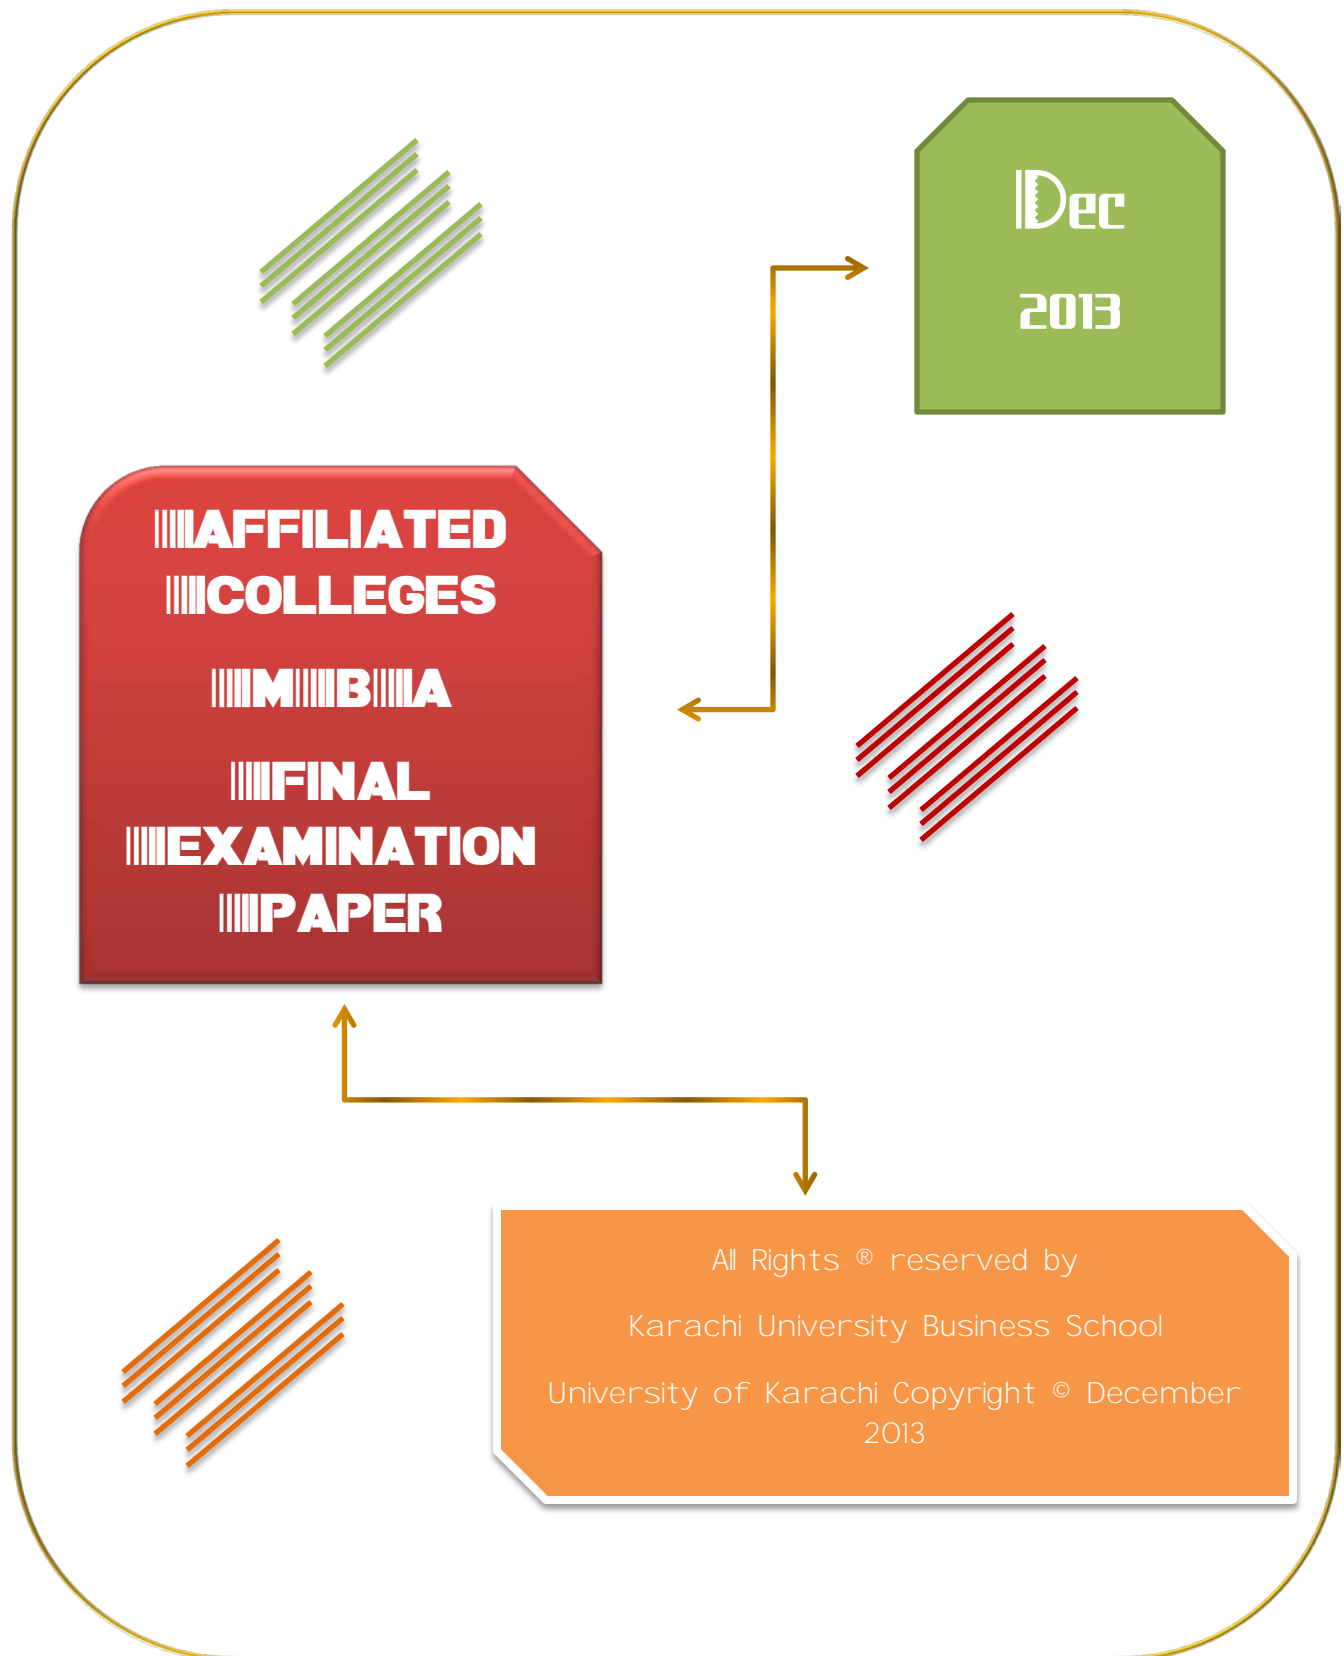 Dec
2013
AFFILIATED
COLLEGES
MBA
FINAL
EXAMINATION
PAPER
All Rights ® reserved by
Karachi University Business School
University of Karachi Copyright © December
2013